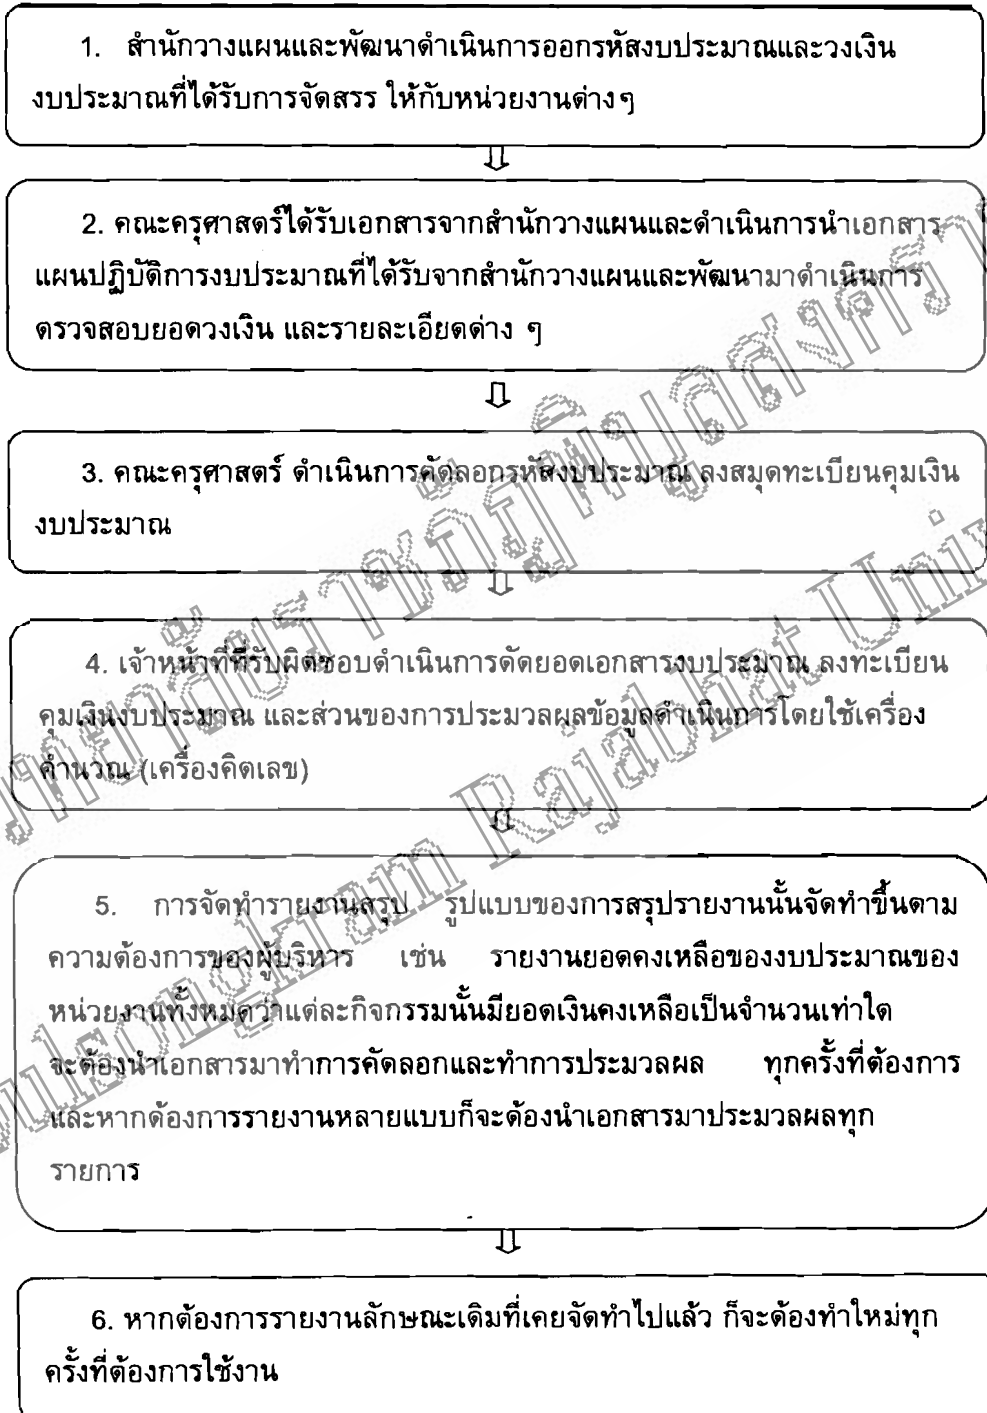 1. สำนักวางแผนและพัฒนาดำเนินการออกรหัสงบประมาณและวงเงิน
งบประมาณที่ได้รับการจัดสรร ให้กับหน่วยงานต่างๆ
2. คณะครุศาสตร์ได้รับเอกสารจากสำนักวางแผนและดำเนินการนำเอกสาร
แผนปฏิบัติการงบประมาณที่ได้รับจากสำนักวางแผนและพัฒนามาดำเนินการ
ตรวจสอบยอดวงเงิน และรายละเอียดต่าง ๆ
3. คณะครุศาสตร์ ดำเนินการคัดลอกรหัสงบประมาณ ลงสมุดทะเบียนคุมเงิน
งบประมาณ
4. เจ้าหน้าที่ที่รับผิดชอบดำเนินการตัดยอดเอกสารงบประมาณ ลงทะเบียน
คุมเงินงบประมาณ และส่วนของการประมวลผลข้อมูลดำเนินการโดยใช้เครื่อง
คำนวณ (เครื่องคิดเลข)
5. การจัดทำรายงานสรุป รูปแบบของการสรุปรายงานนั้นจัดทำขึ้นตาม
ความต้องการของผู้บริหาร เช่น รายงานยอดคงเหลือของงบประมาณของ
หน่วยงานทั้งหมดว่าแต่ละกิจกรรมนั้นมียอดเงินคงเหลือเป็นจำนวนเท่าใด
จะต้องนำเอกสารมาทำการคัดลอกและทำการประมวลผล ทุกครั้งที่ต้องการ
และหากต้องการรายงานหลายแบบก็จะต้องนำเอกสารมาประมวลผลทุก
รายการ
6. หากต้องการรายงานลักษณะเดิมที่เคยจัดทำไปแล้ว ก็จะต้องทำใหม่ทุก
ครั้งที่ต้องการใช้งาน